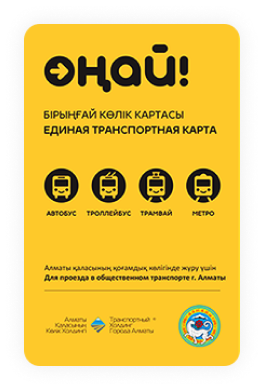 оңай!
БІРЫҢҒАЙ КӨЛІК КАРТАСЫ
ЕДИНАЯ ТРАНСПОРТНАЯ КАРТА
АВТОБУС ТРОЛЛЕЙБУС ТРАМВАЙ МЕТРО
Алматы қаласының қоғамдық көлігінде жүру үшін
Для проезда в общественном транспорте г. Алматы
Алматы Транспортный
Қаласының Холдинг
Көлік Холдингі Города Алматы